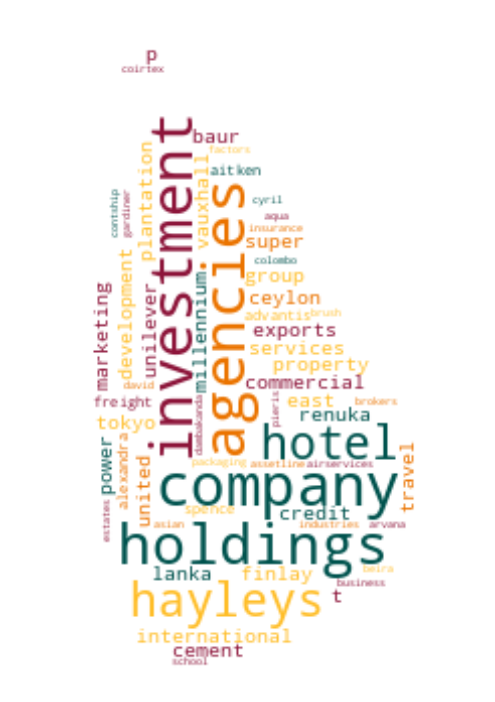 p
coirtex
investment
baur
factors
plantation
vauxhall
aitken
agencies
contship
gardiner
cyril
aqua
insurance
super
colombo
development
group
millennium
marketing
unilever
ceylon
advantis
brush
exports
services
property
david
commercial
freight
dambakanda
pieris
east
brokers
renuka
tokyo
hotel
power
alexandra
packaging
assetline
airservices
travel
united
company
estates
spence
credit
asian
industries
arvana
holdings
lanka
finlay
beira
business
hayleys
t
international
cement
school